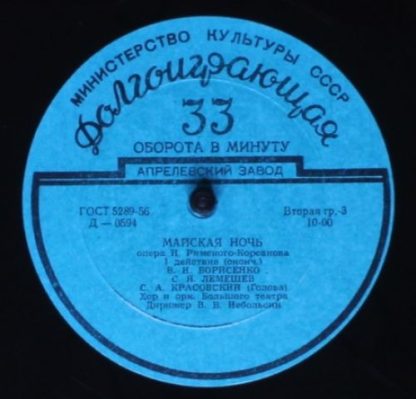 МИНИСТЕРСТВО КУЛЬТУРЫ СССР
Долгоиграющая
33
ОБОРОТА В МИНУТУ
АПРЕЛЕВСКИЙ ЗАВОД
ГОСТ 5289-56
Д — 0594
Вторая гр. -3
10-00
МАЙСКАЯ НОЧЬ
опера Н. Римского-Корсакова
1 действие (оконч.)
В. И. БОРИСЕНКО
С. Я. ЛЕМЕШЕВ
С. А. КРАСОВСКИЙ (Голова)
Хор и орк. Большого театра
Дирижер В. В. Небольсин